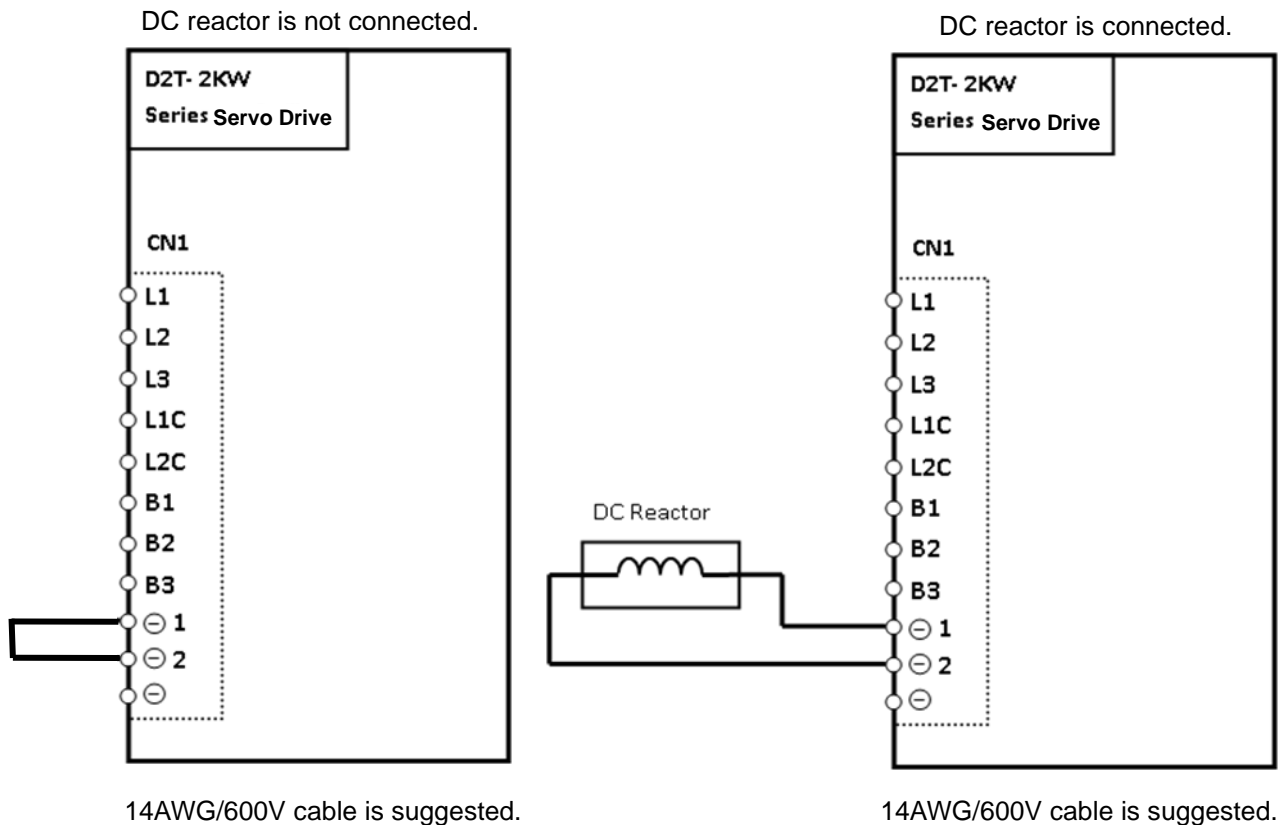 DC reactor is not connected.
D2T- 2KW
Series Servo Drive
CN1
L1
L2
L3
L1C
L2C
B1
B2
B3
⊖ 1
⊖ 2
⊖
14AWG/600V cable is suggested.
DC reactor is connected.
D2T- 2KW
Series Servo Drive
CN1
L1
L2
L3
L1C
L2C
B1
B2
B3
⊖ 1
⊖ 2
⊖
DC Reactor
14AWG/600V cable is suggested.